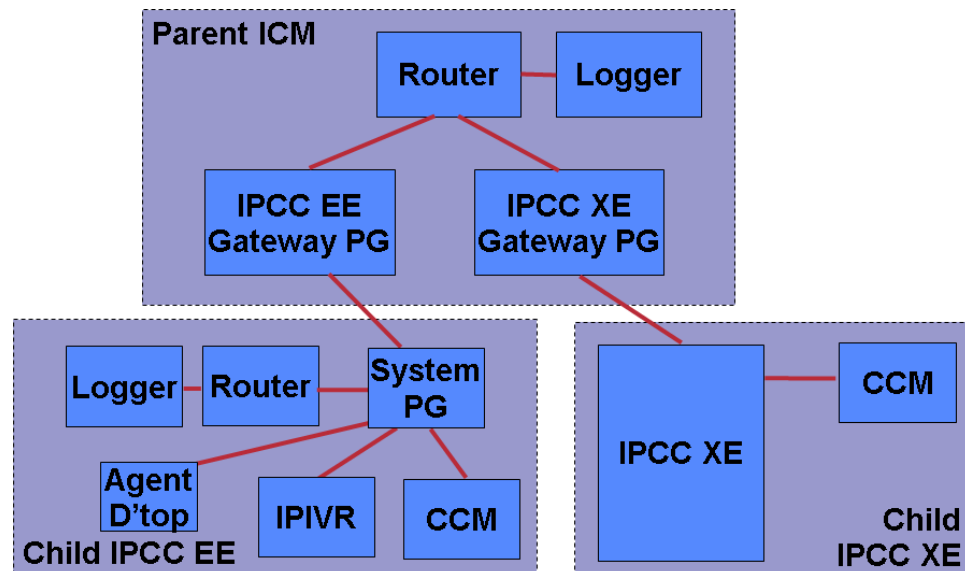 Parent ICM
Router
Logger
IPCC EE
Gateway PG
IPCC XE
Gateway PG
Logger
Router
System
PG
Agent
D'top
IPIVR
CCM
Child IPCC EE
IPCC XE
CCM
Child
IPCC XE